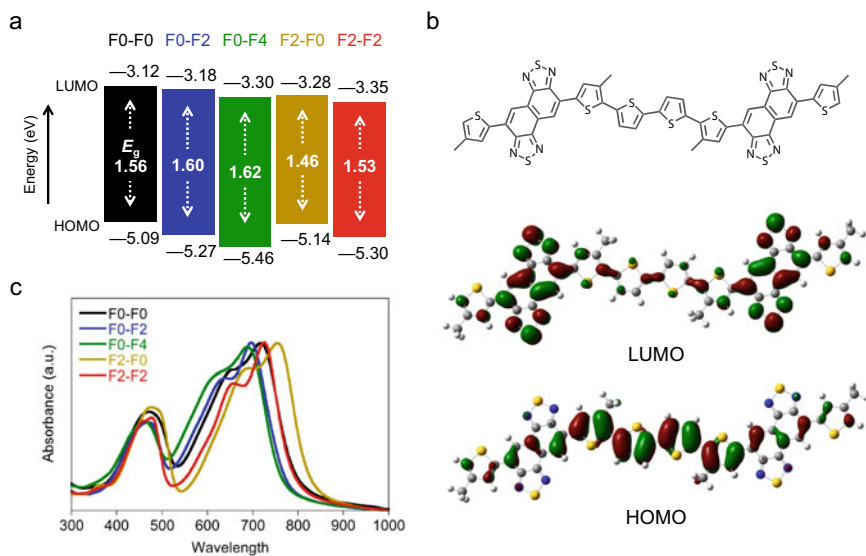 a
F0-F0 F0-F2 F0-F4 F2-F0 F2-F2
LUMO
—3.12 —3.18 —3.30 —3.28 —3.35
Energy (eV)
Eg
1.56 1.60 1.62 1.46 1.53
HOMO
—5.09 —5.27 —5.46 —5.14 —5.30
b
S N N S N N
S S S S S S
N N S N N S
LUMO
HOMO
c
F0-F0
F0-F2
F0-F4
F2-F0
F2-F2
Absorbance (a.u.)
300 400 500 600 700 800 900 1000
Wavelength